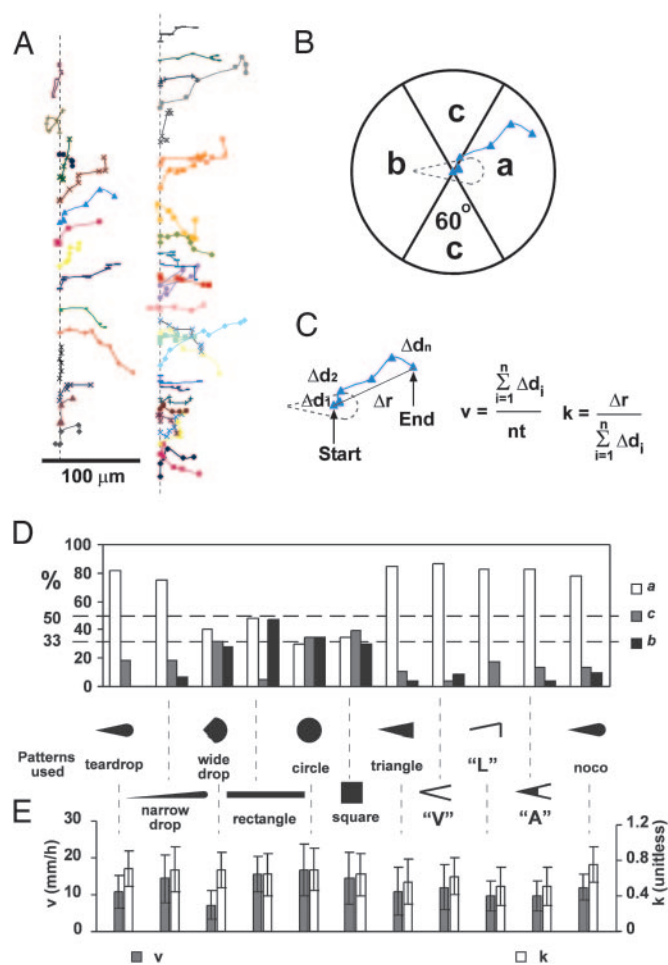 A
100 μm
B
c
b
a
60°
c
C
Δd₂
Δd₁
Δdₙ
Δr
Start
End
v = n Σ i=1 Δdᵢ / nt
k = Δr / n Σ i=1 Δdᵢ
D
100
80
%
60
50
40
33
20
0
a
c
b
Patterns used
teardrop
wide drop
circle
triangle
"L"
noco
narrow drop
rectangle
square
"V"
"A"
E
v (mm/h)
30
20
10
0
1.2
0.8
0.4
0
k (unitless)
v
k